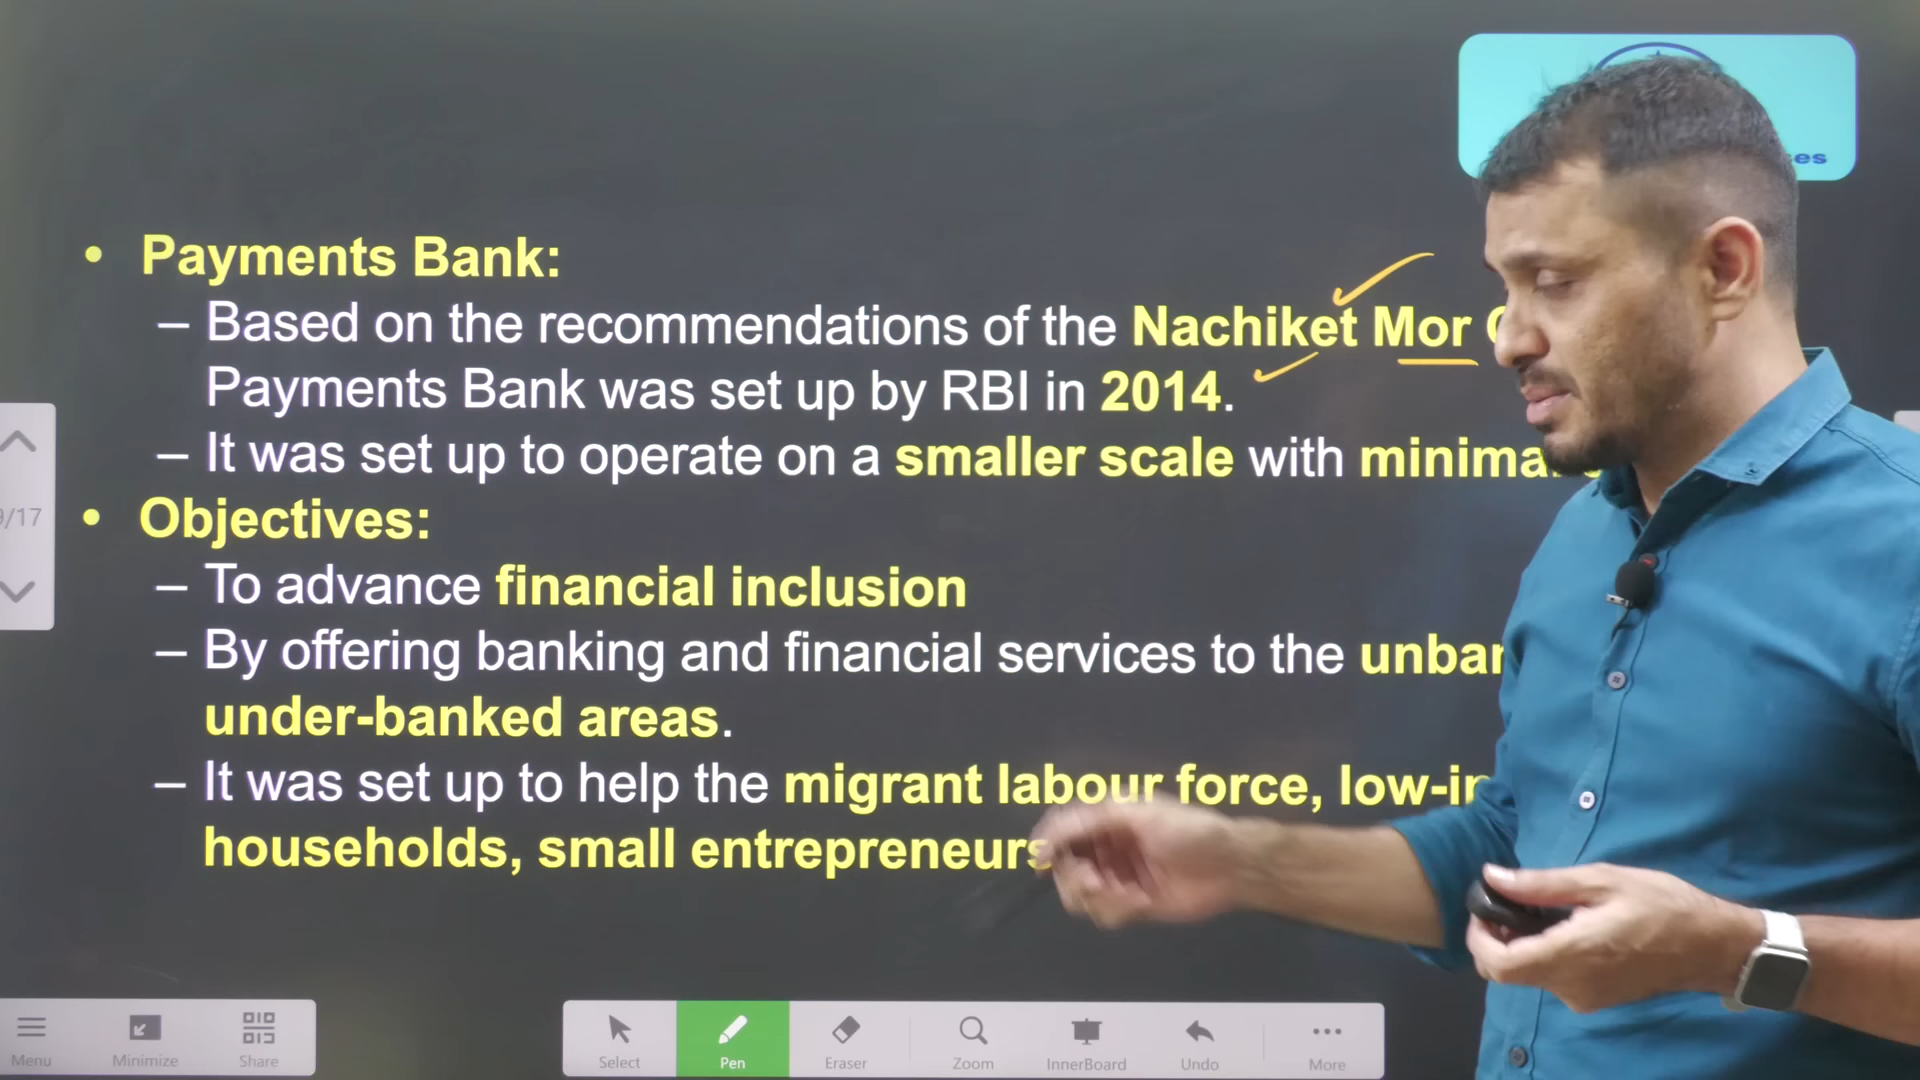 es
• Payments Bank:
– Based on the recommendations of the Nachiket Mor
Payments Bank was set up by RBI in 2014.
– It was set up to operate on a smaller scale with
• Objectives:
– To advance financial inclusion
– By offering banking and financial services to the
under-banked areas.
– It was set up to help the migrant labour force,
households, small entrepreneurs
/17
Menu Minimize Share Select Pen Eraser Zoom InnerBoard Undo More